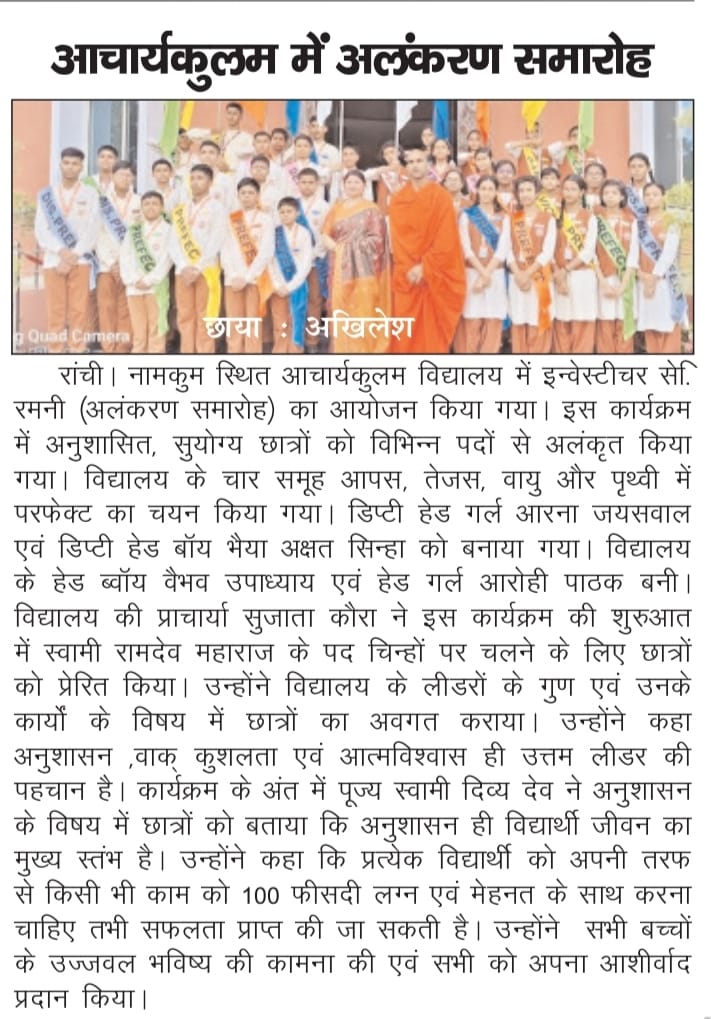 आचार्यकुलम में अलंकरण समारोह
DIS.PREF
PREFEC
PREFEC
PREFE
PREFEC
g Quad Camera
छाया : अखिलेश
रांची। नामकुम स्थित आचार्यकुलम विद्यालय में इन्वेस्टीचर सेि
रमनी (अलंकरण समारोह) का आयोजन किया गया। इस कार्यक्रम
में अनुशासित, सुयोग्य छात्रों को विभिन्न पदों से अलंकृत किया
गया। विद्यालय के चार समूह आपस, तेजस, वायु और पृथ्वी में
परफेक्ट का चयन किया गया। डिप्टी हेड गर्ल आरना जयसवाल
एवं डिप्टी हेड बॉय भैया अक्षत सिन्हा को बनाया गया। विद्यालय
के हेड ब्वॉय वैभव उपाध्याय एवं हेड गर्ल आरोही पाठक बनी।
विद्यालय की प्राचार्या सुजाता कौरा ने इस कार्यक्रम की शुरुआत
में स्वामी रामदेव महाराज के पद चिन्हों पर चलने के लिए छात्रों
को प्रेरित किया। उन्होंने विद्यालय के लीडरों के गुण एवं उनके
कार्यों के विषय में छात्रों का अवगत कराया। उन्होंने कहा
अनुशासन ,वाक् कुशलता एवं आत्मविश्वास ही उत्तम लीडर की
पहचान है। कार्यक्रम के अंत में पूज्य स्वामी दिव्य देव ने अनुशासन
के विषय में छात्रों को बताया कि अनुशासन ही विद्यार्थी जीवन का
मुख्य स्तंभ है। उन्होंने कहा कि प्रत्येक विद्यार्थी को अपनी तरफ
से किसी भी काम को 100 फीसदी लग्न एवं मेहनत के साथ करना
चाहिए तभी सफलता प्राप्त की जा सकती है। उन्होंने सभी बच्चों
के उज्जवल भविष्य की कामना की एवं सभी को अपना आशीर्वाद
प्रदान किया।